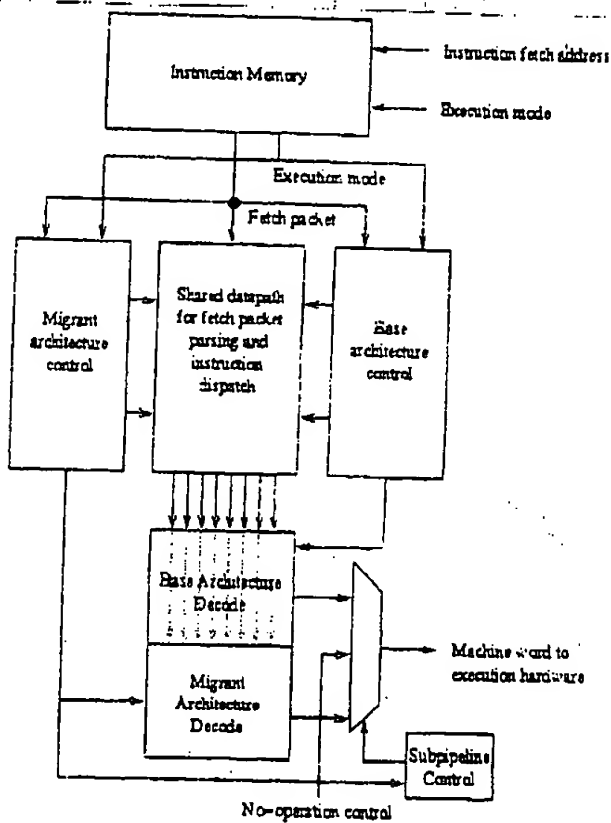 Instruction Memory
Instruction fetch address
Execution mode
Execution mode
Fetch packet
Migrant
architecture
control
Shared datapath
for fetch packet
parsing and
instruction
dispatch
Base
architecture
control
Base Architecture
Decode
Migrant
Architecture
Decode
Machine word to
execution hardware
Subpipeline
Control
No-operation control